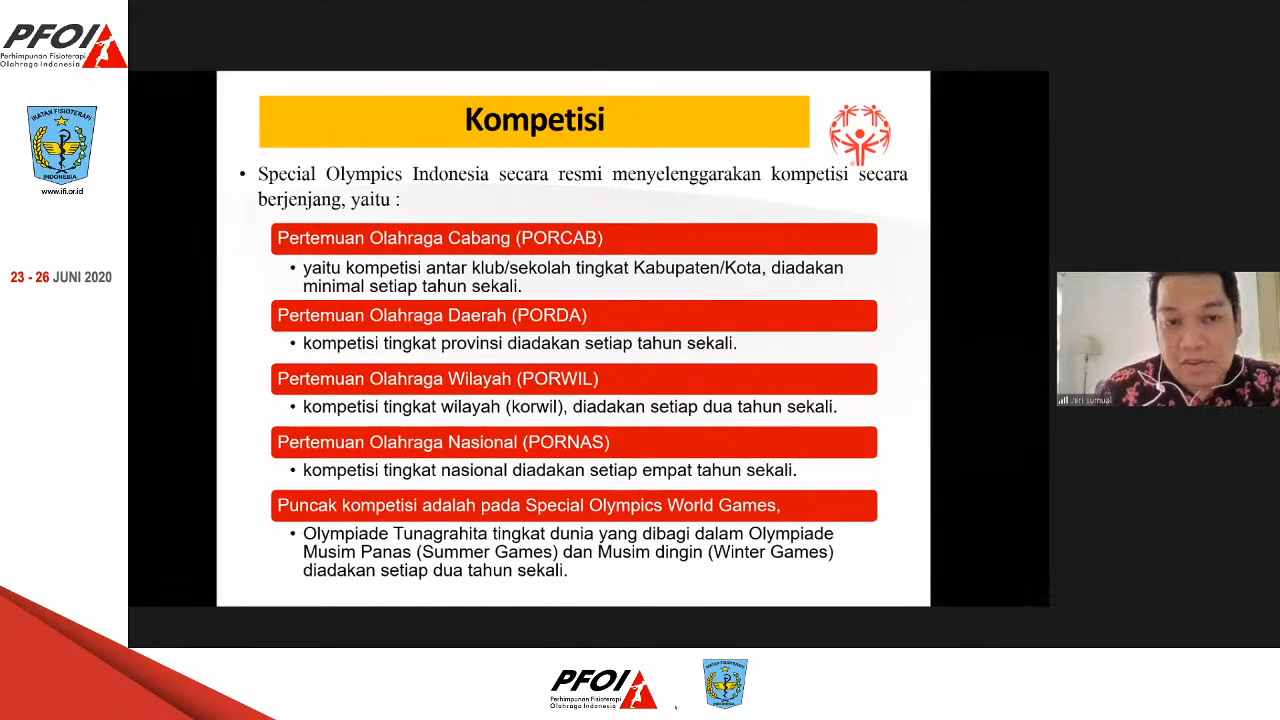 PFOI
Perhimpunan Fisioterapi
Olahraga Indonesia
IKATAN FISIOTERAPI
INDONESIA
www.ifi.or.id
23 - 26 JUNI 2020
Kompetisi
• Special Olympics Indonesia secara resmi menyelenggarakan kompetisi secara
berjenjang, yaitu :
Pertemuan Olahraga Cabang (PORCAB)
• yaitu kompetisi antar klub/sekolah tingkat Kabupaten/Kota, diadakan
minimal setiap tahun sekali.
Pertemuan Olahraga Daerah (PORDA)
• kompetisi tingkat provinsi diadakan setiap tahun sekali.
Pertemuan Olahraga Wilayah (PORWIL)
• kompetisi tingkat wilayah (korwil), diadakan setiap dua tahun sekali.
Pertemuan Olahraga Nasional (PORNAS)
• kompetisi tingkat nasional diadakan setiap empat tahun sekali.
Puncak kompetisi adalah pada Special Olympics World Games,
• Olympiade Tunagrahita tingkat dunia yang dibagi dalam Olympiade
Musim Panas (Summer Games) dan Musim dingin (Winter Games)
diadakan setiap dua tahun sekali.
Jeri sumual
PFOI
Perhimpunan Fisioterapi
Olahraga Indonesia
IKATAN FISIOTERAPI
INDONESIA